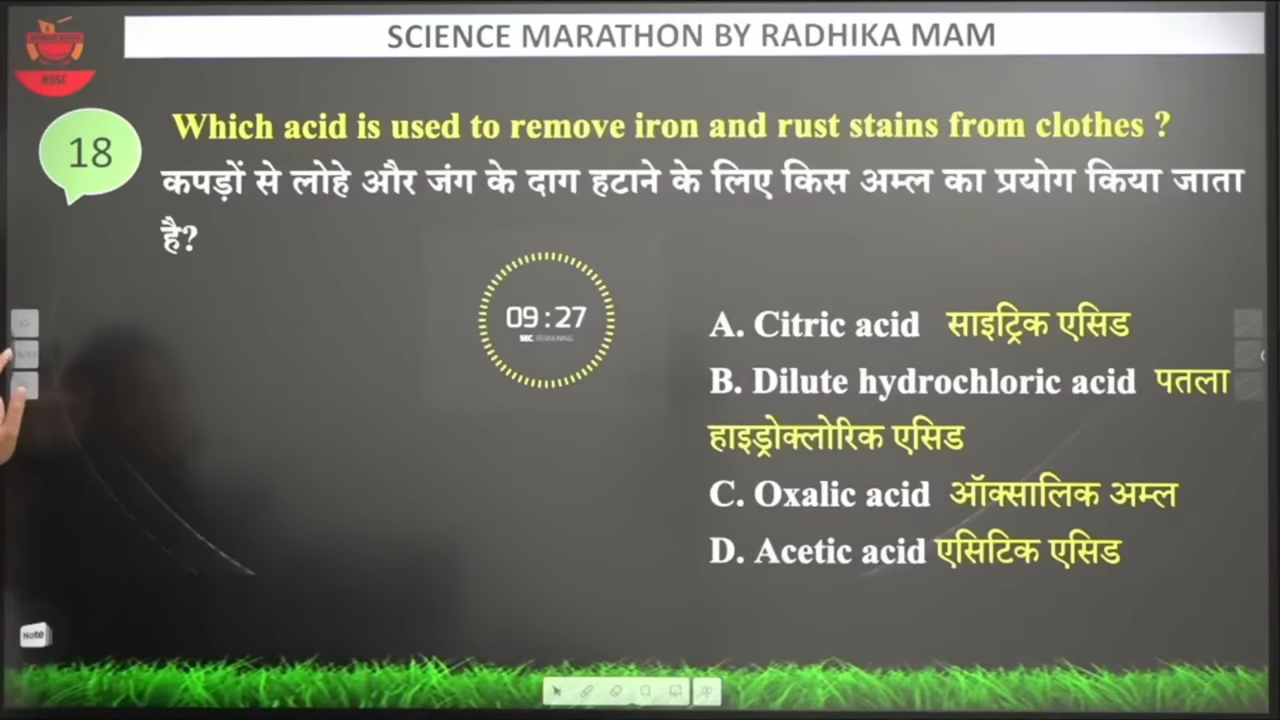 SCIENCE MARATHON BY RADHIKA MAM
HSSC
18
Which acid is used to remove iron and rust stains from clothes ?
कपड़ों से लोहे और जंग के दाग हटाने के लिए किस अम्ल का प्रयोग किया जाता
है?
09:27
SEC. REMAINING
A. Citric acid साइट्रिक एसिड
B. Dilute hydrochloric acid पतला
हाइड्रोक्लोरिक एसिड
C. Oxalic acid ऑक्सालिक अम्ल
D. Acetic acid एसिटिक एसिड
Note